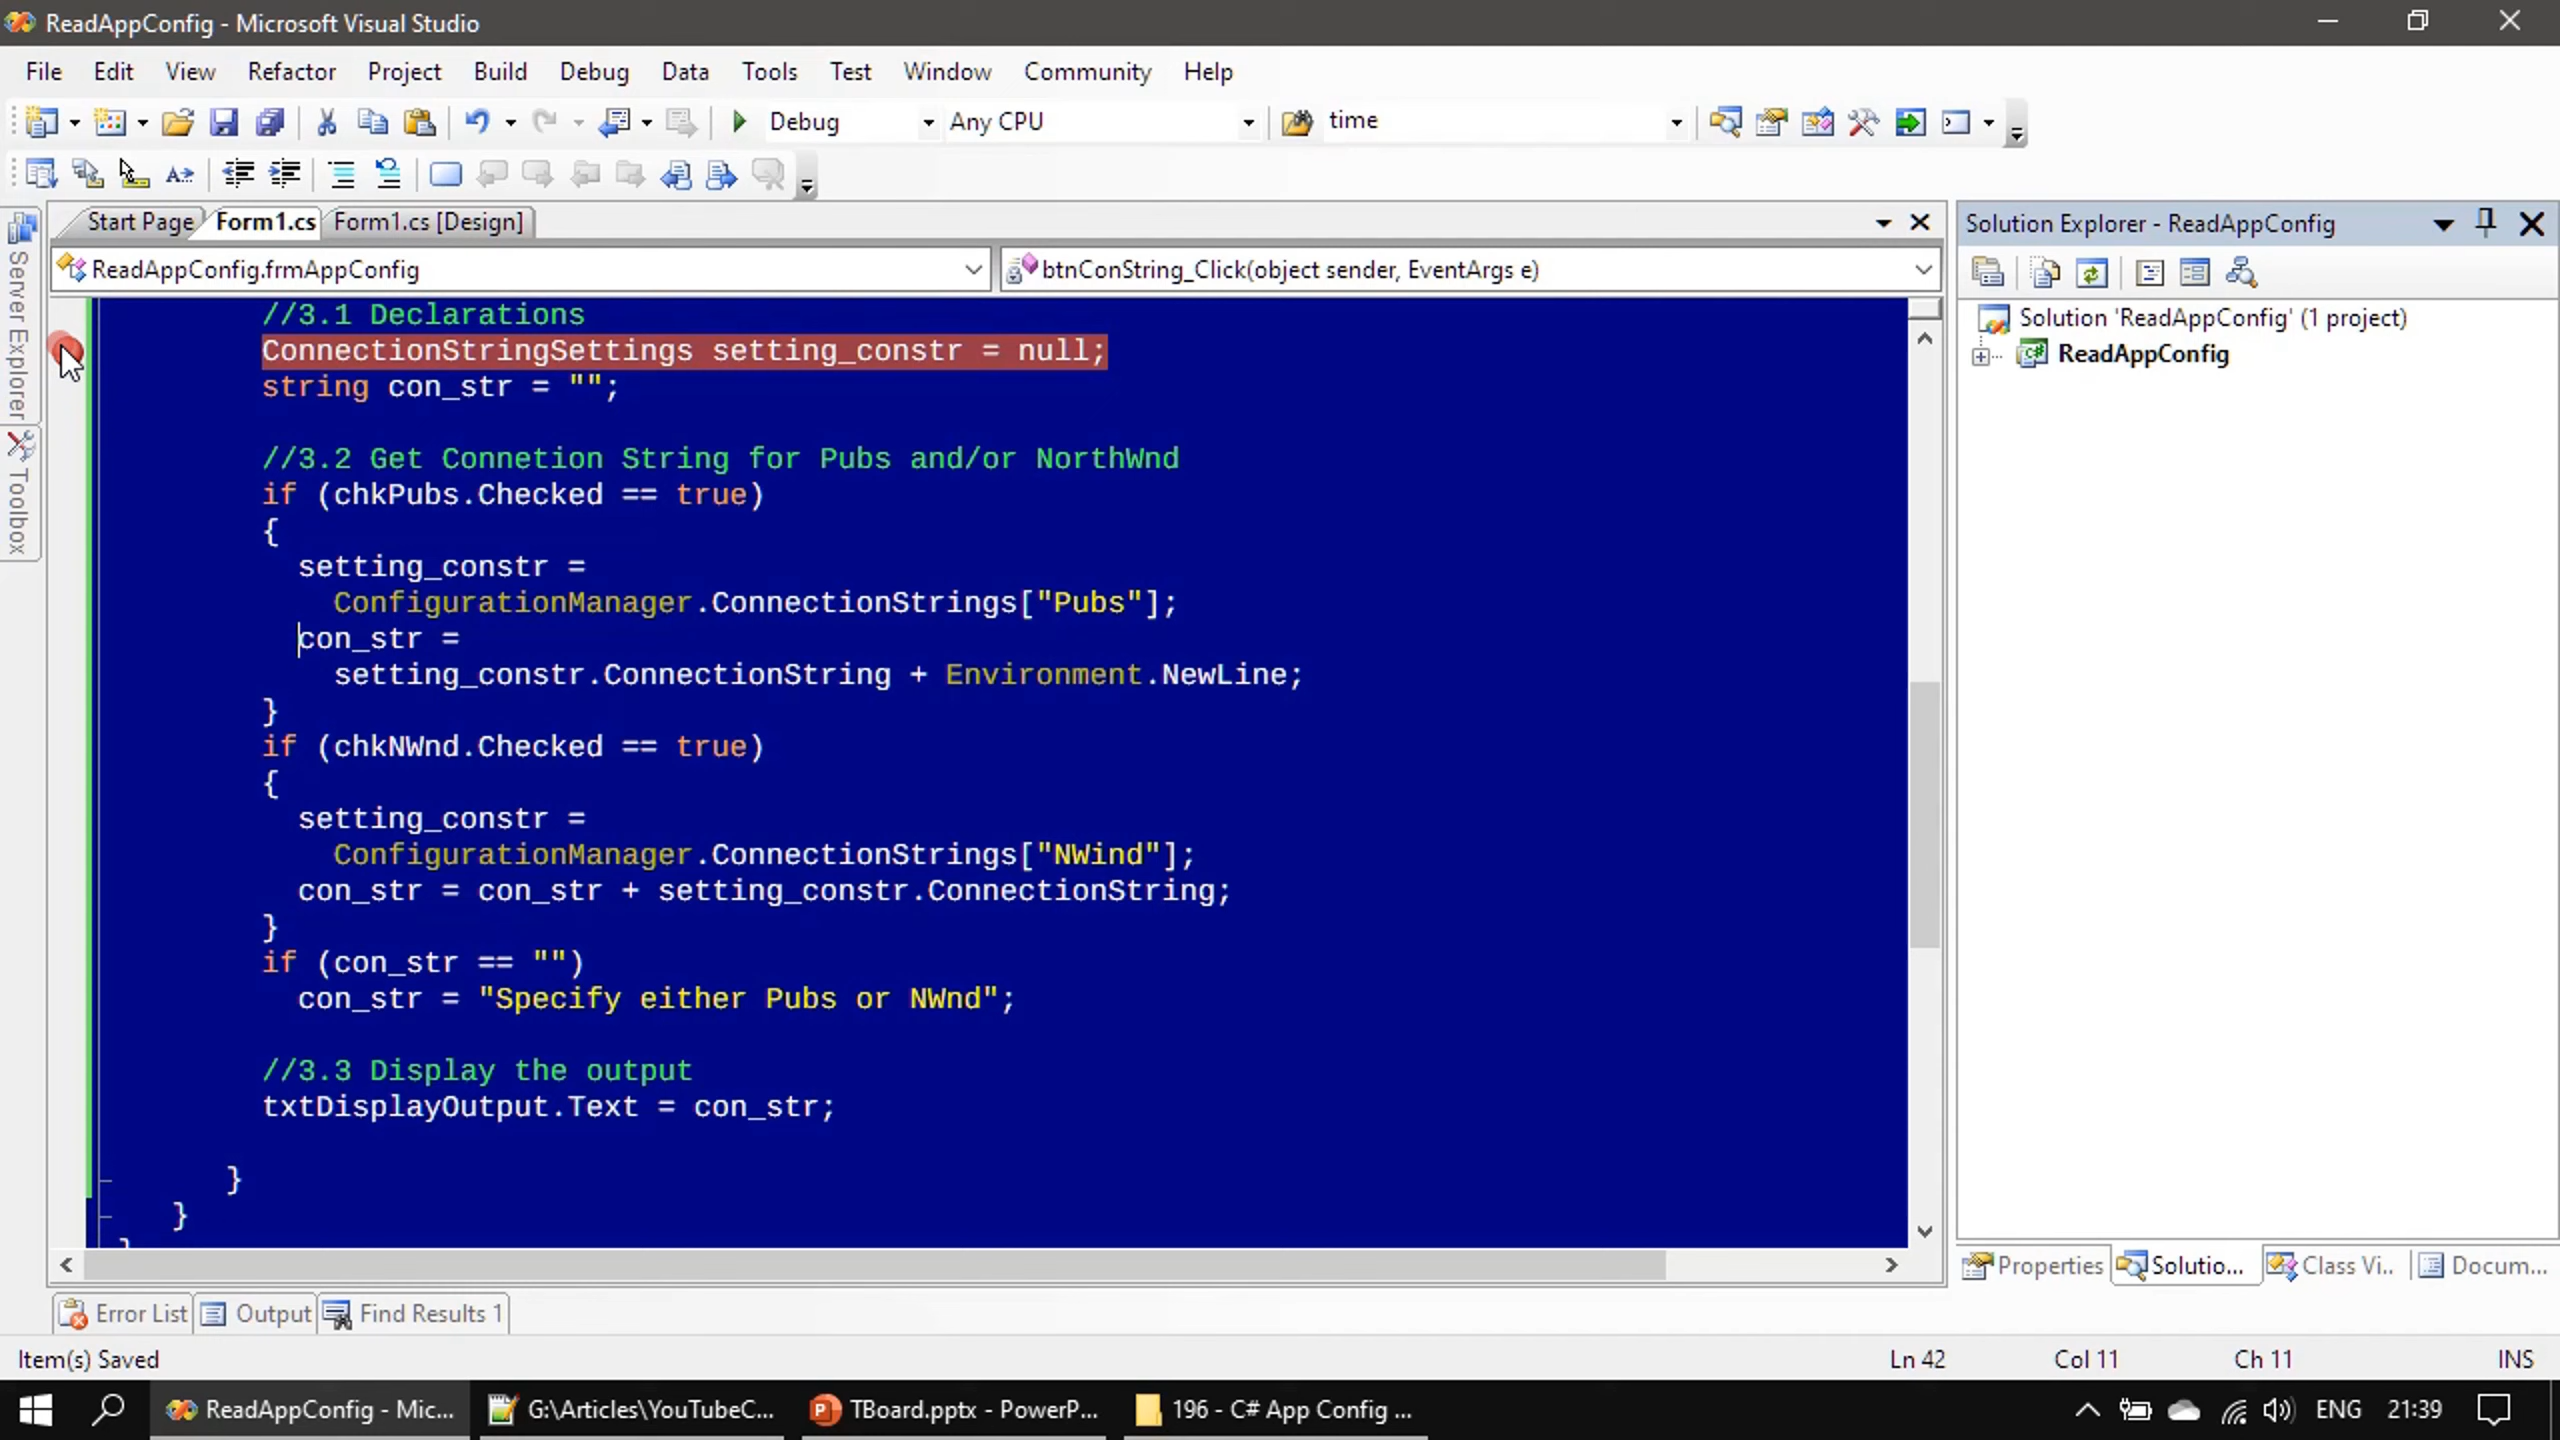 ReadAppConfig - Microsoft Visual Studio
File Edit View Refactor Project Build Debug Data Tools Test Window Community Help
Debug Any CPU time
Start Page Form1.cs Form1.cs [Design]
Solution Explorer - ReadAppConfig
ReadAppConfig.frmAppConfig btnConString_Click(object sender, EventArgs e)
Server Explorer
Toolbox
//3.1 Declarations
ConnectionStringSettings setting_constr = null;
string con_str = "";
//3.2 Get Connetion String for Pubs and/or NorthWnd
if (chkPubs.Checked == true)
{
setting_constr =
ConfigurationManager.ConnectionStrings["Pubs"];
con_str =
setting_constr.ConnectionString + Environment.NewLine;
}
if (chkNWnd.Checked == true)
{
setting_constr =
ConfigurationManager.ConnectionStrings["NWind"];
con_str = con_str + setting_constr.ConnectionString;
}
if (con_str == "")
con_str = "Specify either Pubs or NWnd";
//3.3 Display the output
txtDisplayOutput.Text = con_str;
}
}
Solution 'ReadAppConfig' (1 project)
ReadAppConfig
Properties Solutio... Class Vi... Docum...
Error List Output Find Results 1
Item(s) Saved Ln 42 Col 11 Ch 11 INS
ReadAppConfig - Mic... G:\Articles\YouTubeC... TBoard.pptx - PowerP... 196 - C# App Config ... ENG 21:39